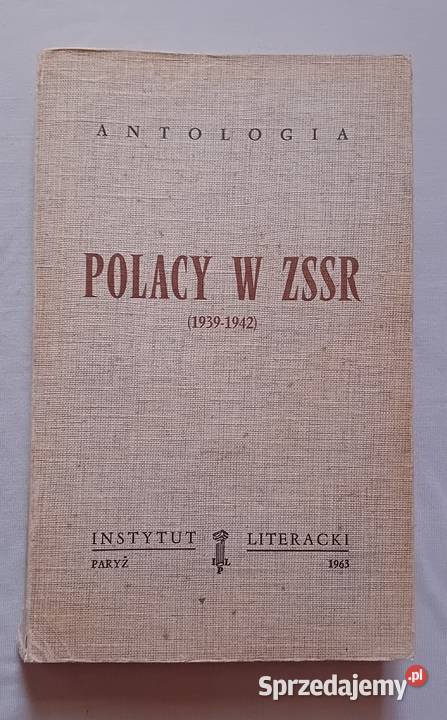 ANTOLOGIA
POLACY W ZSSR
(1939-1942)
INSTYTUT LITERACKI
PARYŻ I L P 1963
Sprzedajemy.pl